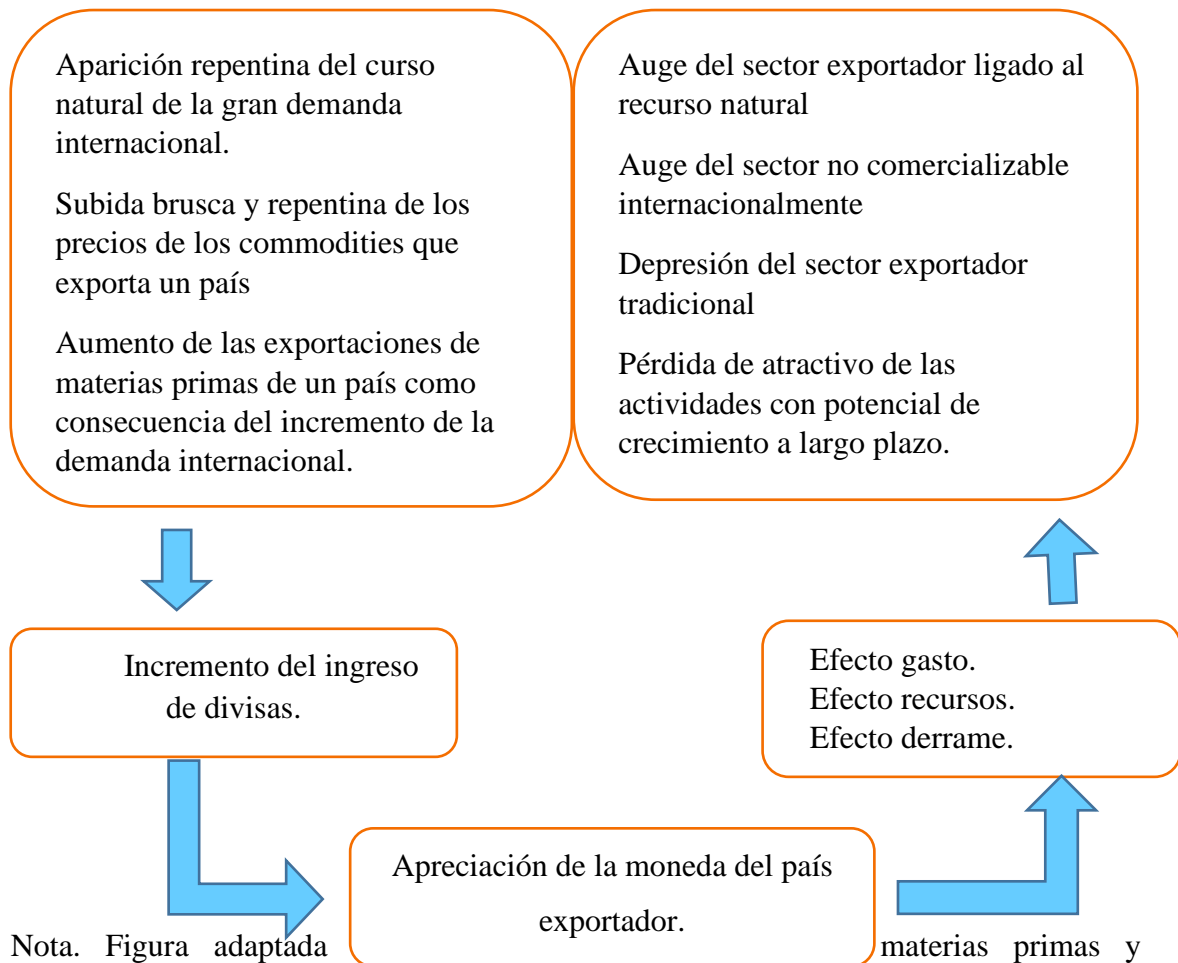 Aparición repentina del curso
natural de la gran demanda
internacional.
Subida brusca y repentina de los
precios de los commodities que
exporta un país
Aumento de las exportaciones de
materias primas de un país como
consecuencia del incremento de la
demanda internacional.
Auge del sector exportador ligado al
recurso natural
Auge del sector no comercializable
internacionalmente
Depresión del sector exportador
tradicional
Pérdida de atractivo de las
actividades con potencial de
crecimiento a largo plazo.
Incremento del ingreso
de divisas.
Efecto gasto.
Efecto recursos.
Efecto derrame.
Apreciación de la moneda del país
exportador.
Nota. Figura adaptada materias primas y